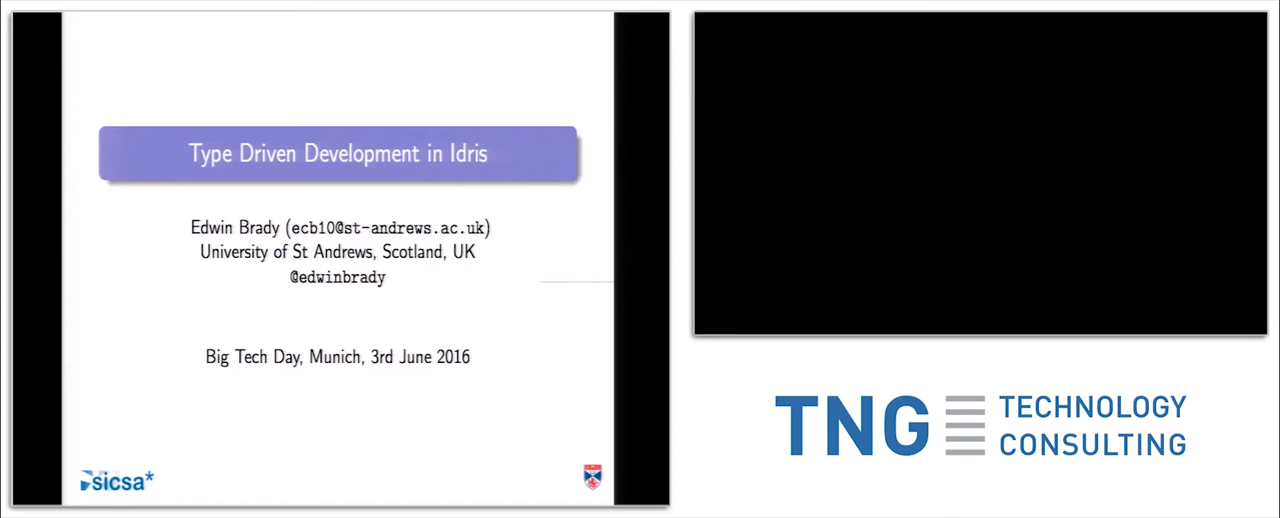 Type Driven Development in Idris
Edwin Brady (ecb10@st-andrews.ac.uk)
University of St Andrews, Scotland, UK
@edwinbrady
Big Tech Day, Munich, 3rd June 2016
sicsa*
TNG TECHNOLOGY
CONSULTING